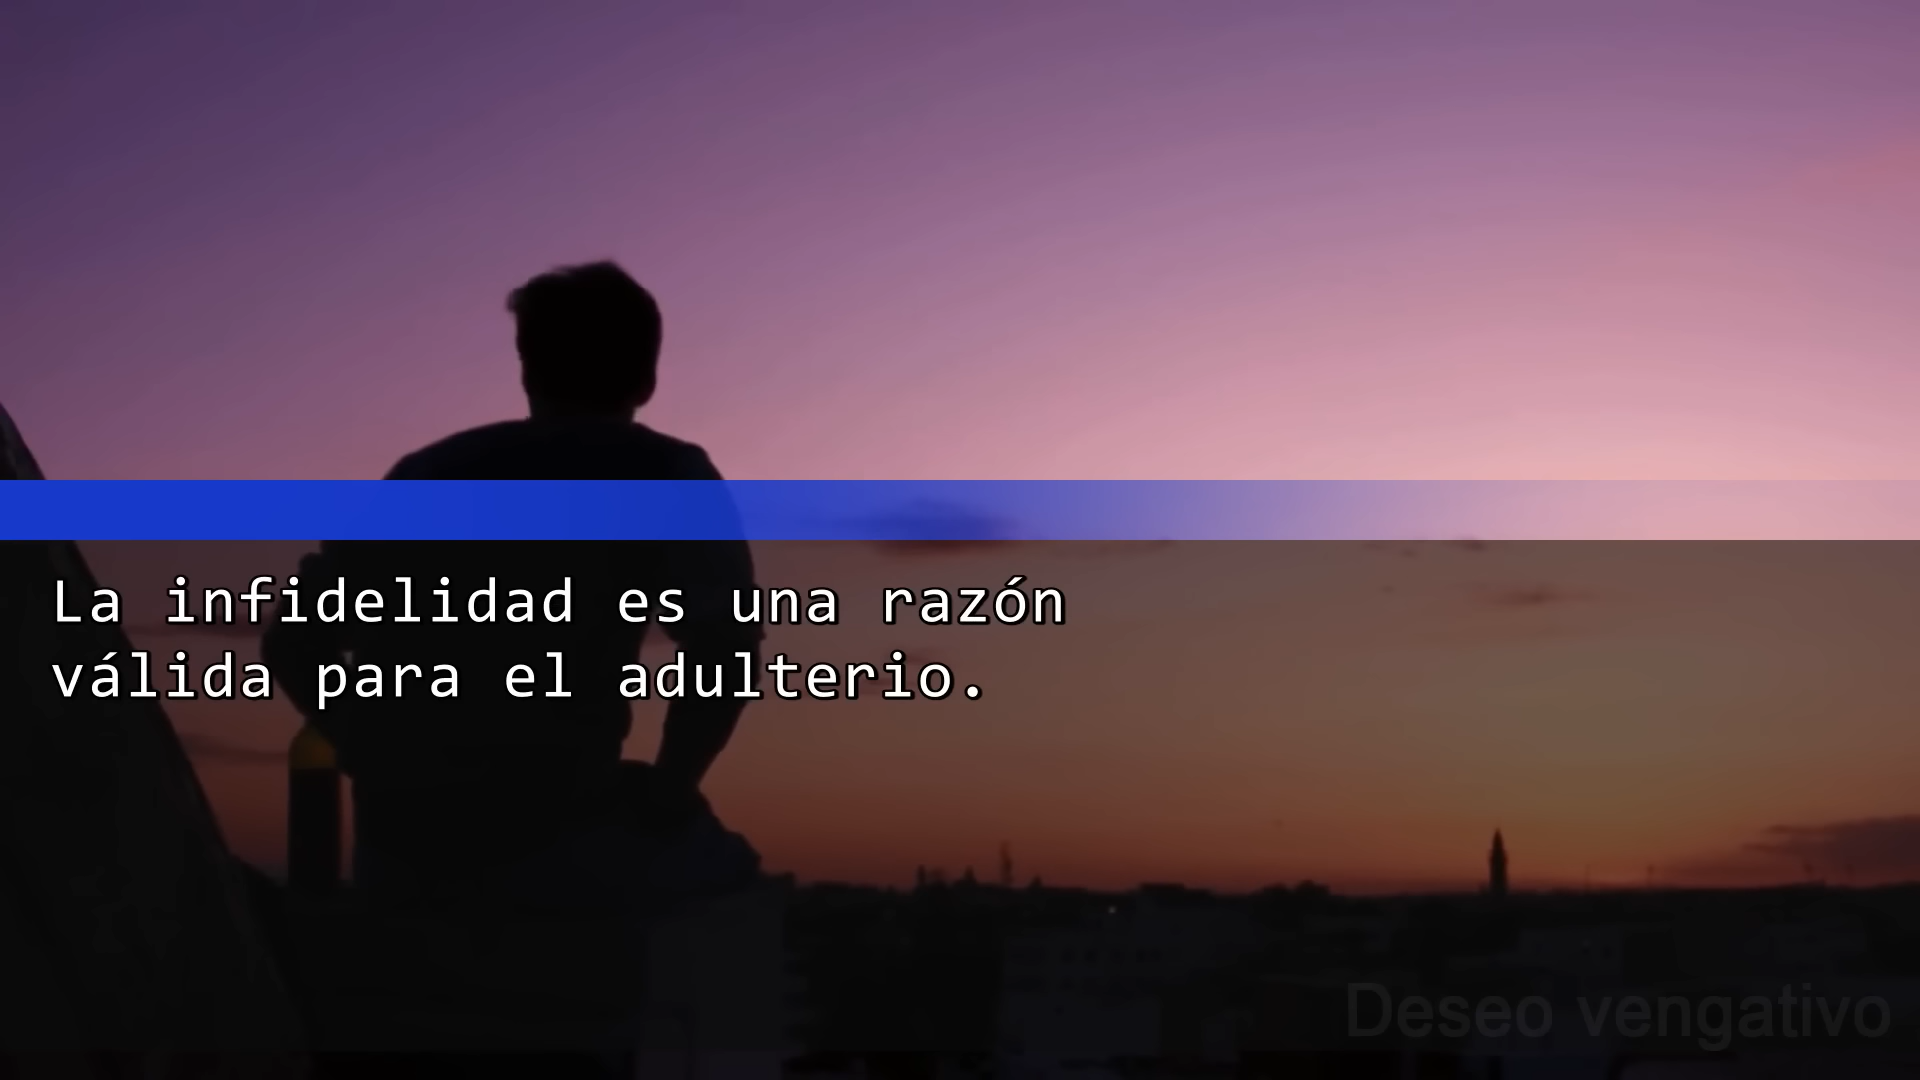 La infidelidad es una razón
válida para el adulterio.
Deseo vengativo